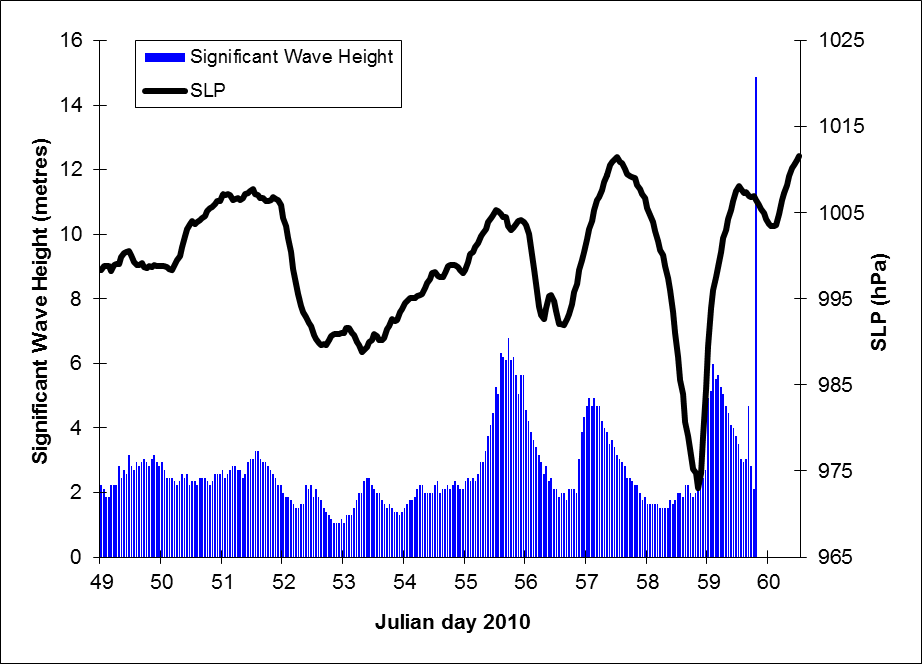 16
14
12
10
8
6
4
2
0
Significant Wave Height (metres)
Significant Wave Height
SLP
1025
1015
1005
995
985
975
965
SLP (hPa)
49 50 51 52 53 54 55 56 57 58 59 60
Julian day 2010